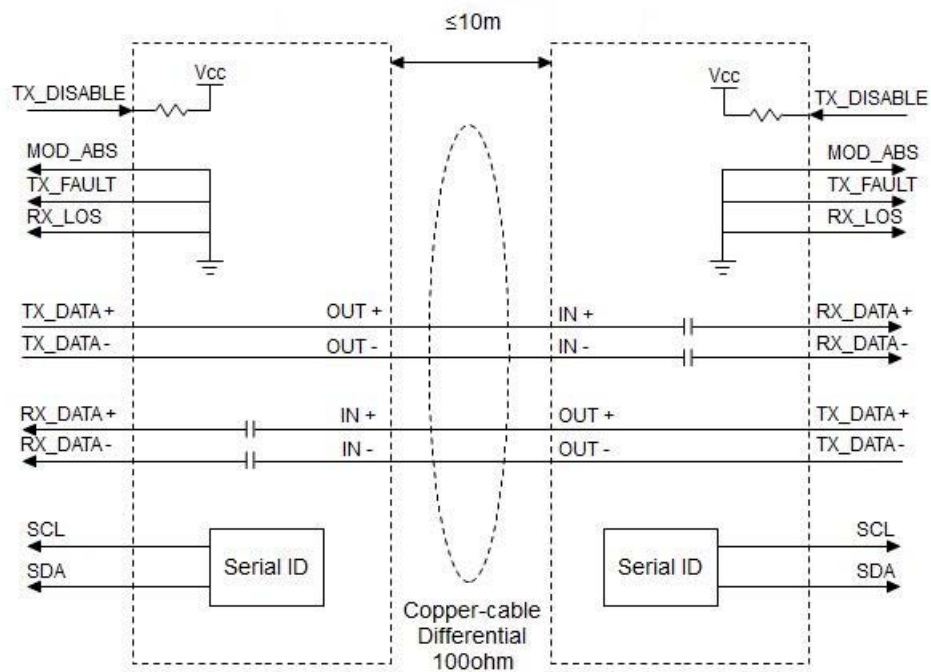 ≤10m
Vcc
Vcc
TX_DISABLE
TX_DISABLE
MOD_ABS
MOD_ABS
TX_FAULT
TX_FAULT
RX_LOS
RX_LOS
TX_DATA+
OUT +
IN +
RX_DATA+
TX_DATA-
OUT -
IN -
RX_DATA-
RX_DATA+
IN +
OUT +
TX_DATA+
RX_DATA-
IN -
OUT -
TX_DATA-
SCL
SCL
Serial ID
Serial ID
SDA
SDA
Copper-cable
Differential
100ohm